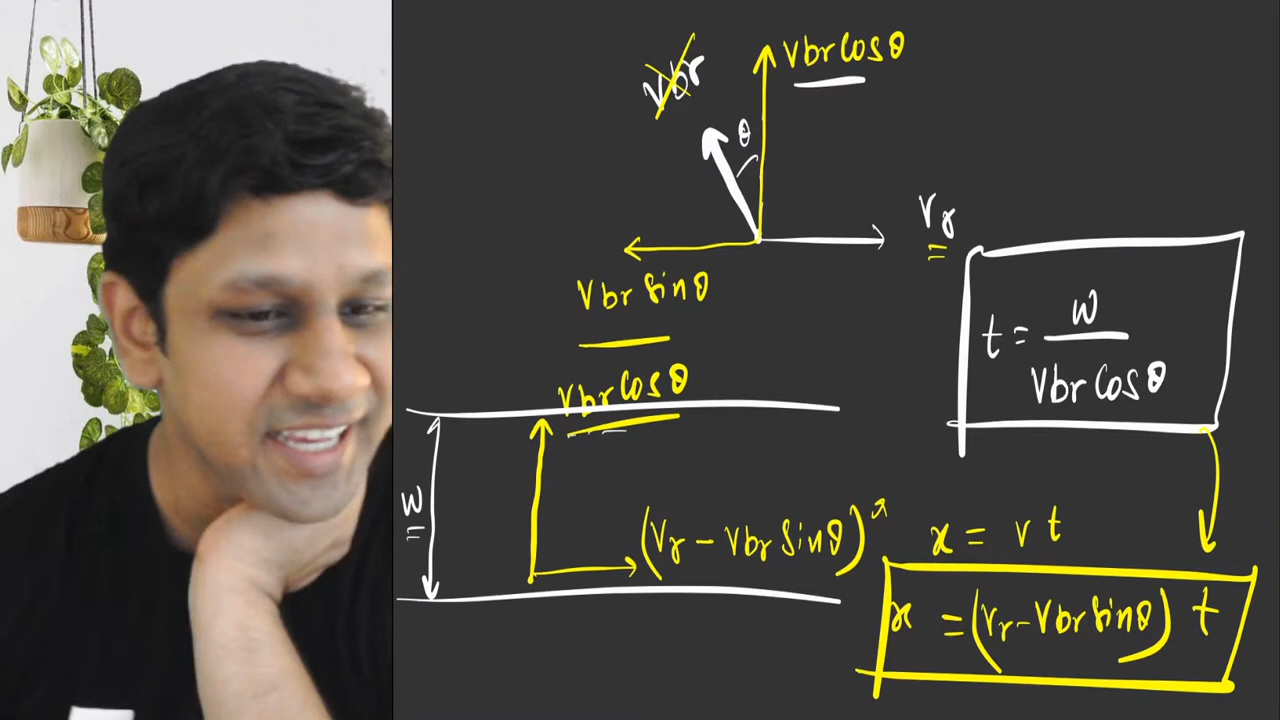 Vbr
θ
Vbr cos θ
Vr
Vbr sin θ
t = w / Vbr cos θ
Vbr cos θ
w
(Vr - Vbr sin θ)
x = v t
x = (Vr - Vbr sin θ) t